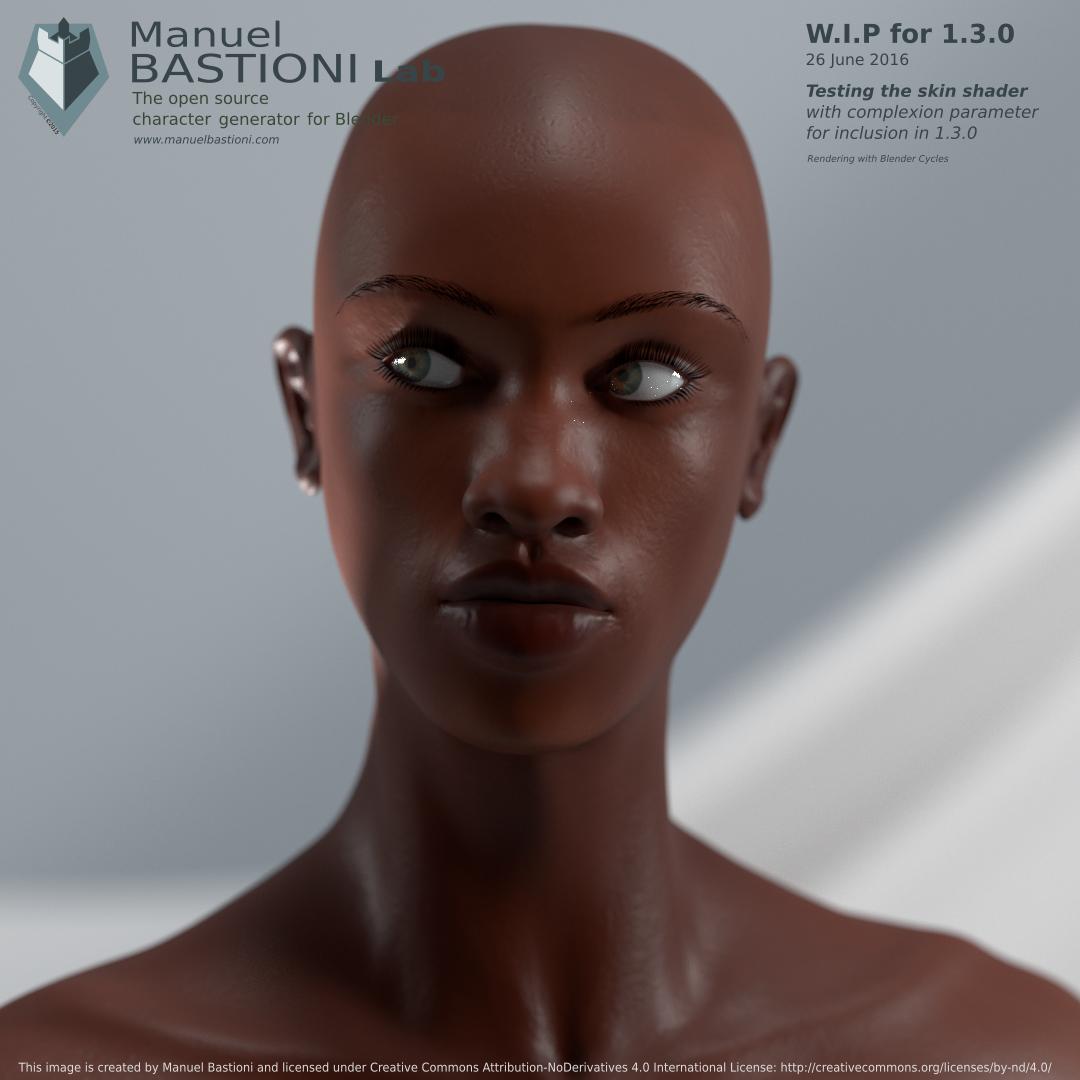 Manuel
BASTIONI Lab
The open source
character generator for Blender
www.manuelbastioni.com
Copyright ©2015
W.I.P for 1.3.0
26 June 2016
Testing the skin shader
with complexion parameter
for inclusion in 1.3.0
Rendering with Blender Cycles
This image is created by Manuel Bastioni and licensed under Creative Commons Attribution-NoDerivatives 4.0 International License: http://creativecommons.org/licenses/by-nd/4.0/